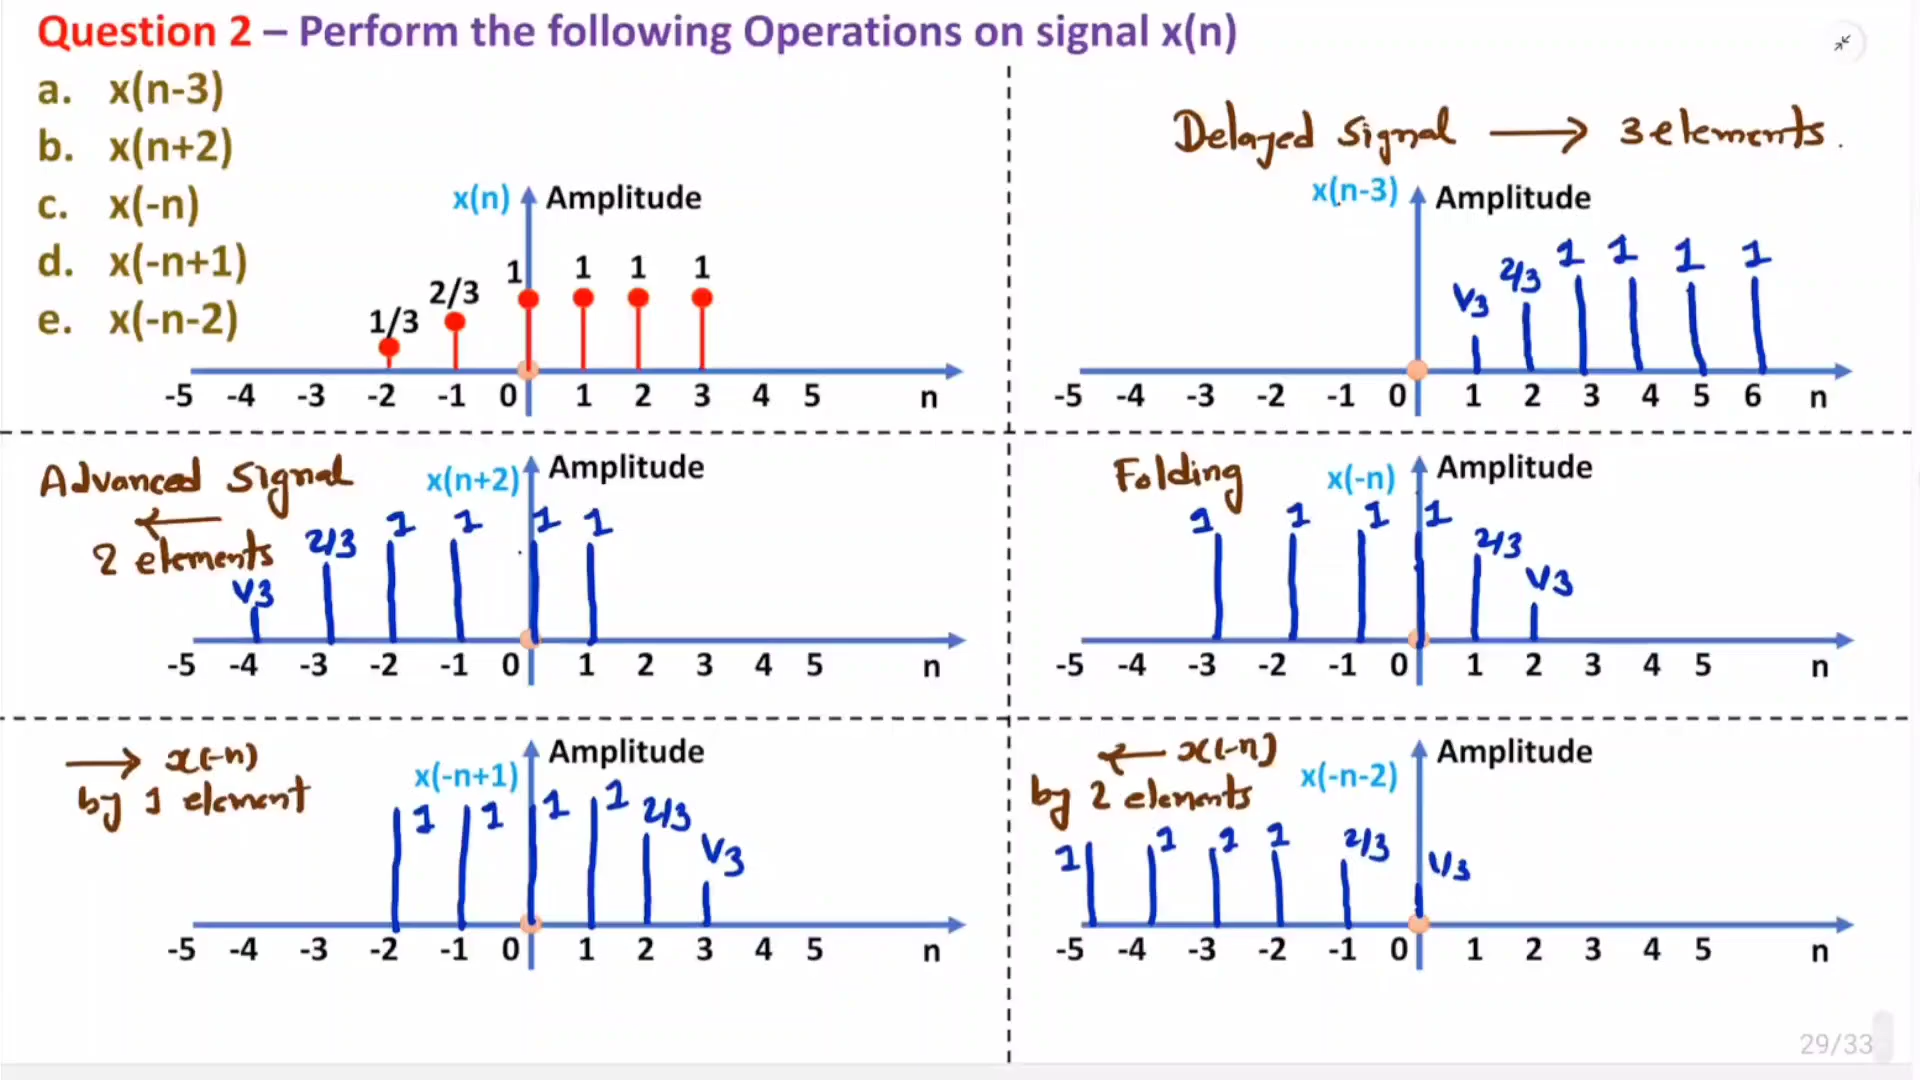 Question 2 – Perform the following Operations on signal x(n)
a. x(n-3)
b. x(n+2)
c. x(-n)
d. x(-n+1)
e. x(-n-2)
x(n) Amplitude
1/3 2/3 1 1 1 1
-5 -4 -3 -2 -1 0 1 2 3 4 5 n
Delayed Signal → 3 elements.
x(n-3) Amplitude
1/3 2/3 1 1 1 1
-5 -4 -3 -2 -1 0 1 2 3 4 5 6 n
Advanced Signal
←
2 elements
x(n+2) Amplitude
1/3 2/3 1 1 1 1
-5 -4 -3 -2 -1 0 1 2 3 4 5 n
Folding
x(-n) Amplitude
1 1 1 1 2/3 1/3
-5 -4 -3 -2 -1 0 1 2 3 4 5 n
→ x(-n)
by 1 element
x(-n+1) Amplitude
1 1 1 1 2/3 1/3
-5 -4 -3 -2 -1 0 1 2 3 4 5 n
← x(-n)
by 2 elements
x(-n-2) Amplitude
1 1 1 1 2/3 1/3
-5 -4 -3 -2 -1 0 1 2 3 4 5 n
29/33